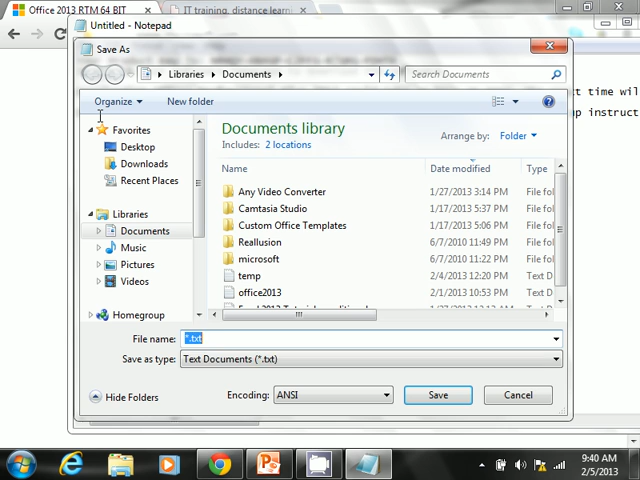 Office 2013 RTM 64 BIT
IT training, distance learn
Untitled - Notepad
Save As
Libraries
Documents
Search Documents
t time will
Organize
New folder
p instruct
Favorites
Desktop
Downloads
Recent Places
Libraries
Documents
Music
Pictures
Videos
Homegroup
Documents library
Includes: 2 locations
Arrange by: Folder
Name Date modified Type
Any Video Converter 1/27/2013 3:14 PM File fol
Camtasia Studio 1/17/2013 5:37 PM File fol
Custom Office Templates 1/17/2013 5:06 PM File fol
Reallusion 6/7/2010 11:49 PM File fol
microsoft 6/7/2010 11:22 PM File fol
temp 2/4/2013 12:20 PM Text D
office2013 2/1/2013 10:53 PM Text D
File name: *.txt
Save as type: Text Documents (*.txt)
Hide Folders
Encoding: ANSI
Save
Cancel
9:40 AM
2/5/2013